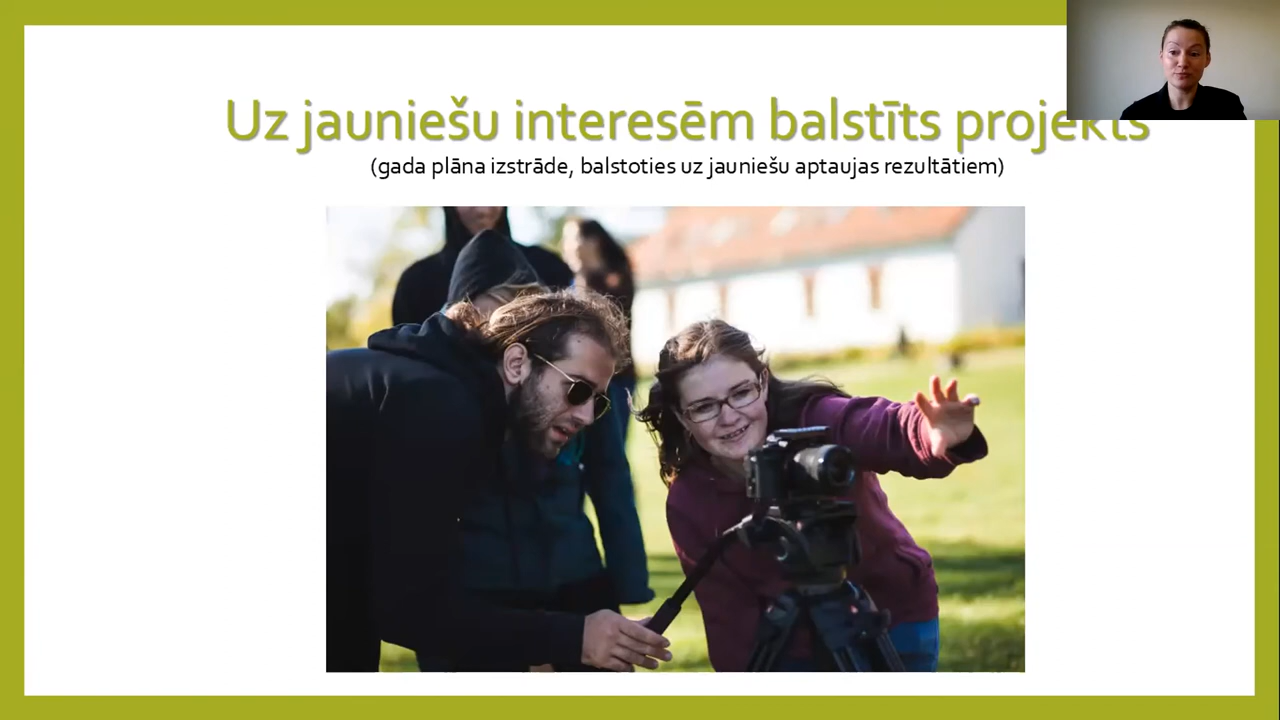 Uz jauniešu interesēm balstīts projekts
(gada plāna izstrāde, balstoties uz jauniešu aptaujas rezultātiem)